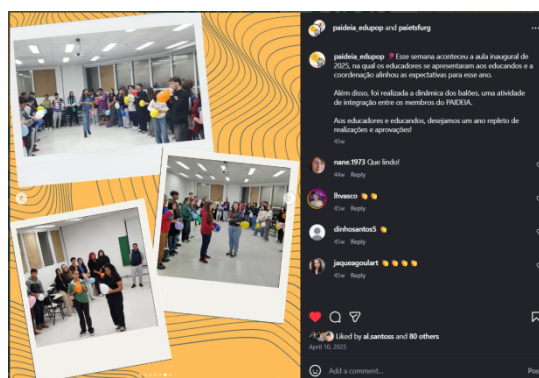 paideia_edupop and paietsfurg
paideia_edupop 📍 Esse semana aconteceu a aula inaugural de
2025, na qual os educadores se apresentaram aos educandos e a
coordenação alinhou as expectativas para esse ano.
Além disso, foi realizada a dinâmica dos balões, uma atividade
de integração entre os membros do PAIDEIA.
Aos educadores e educandos, desejamos um ano repleto de
realizações e aprovações!
45w
nane.1973 Que lindo!
44w Reply
lhvasco 👏 👏
45w Reply
dinhosantos5 👏
45w Reply
jaqueagoulart 👏 👏 👏 👏
45w Reply
Liked by al.santoss and 80 others
April 10, 2025
Add a comment...
Post